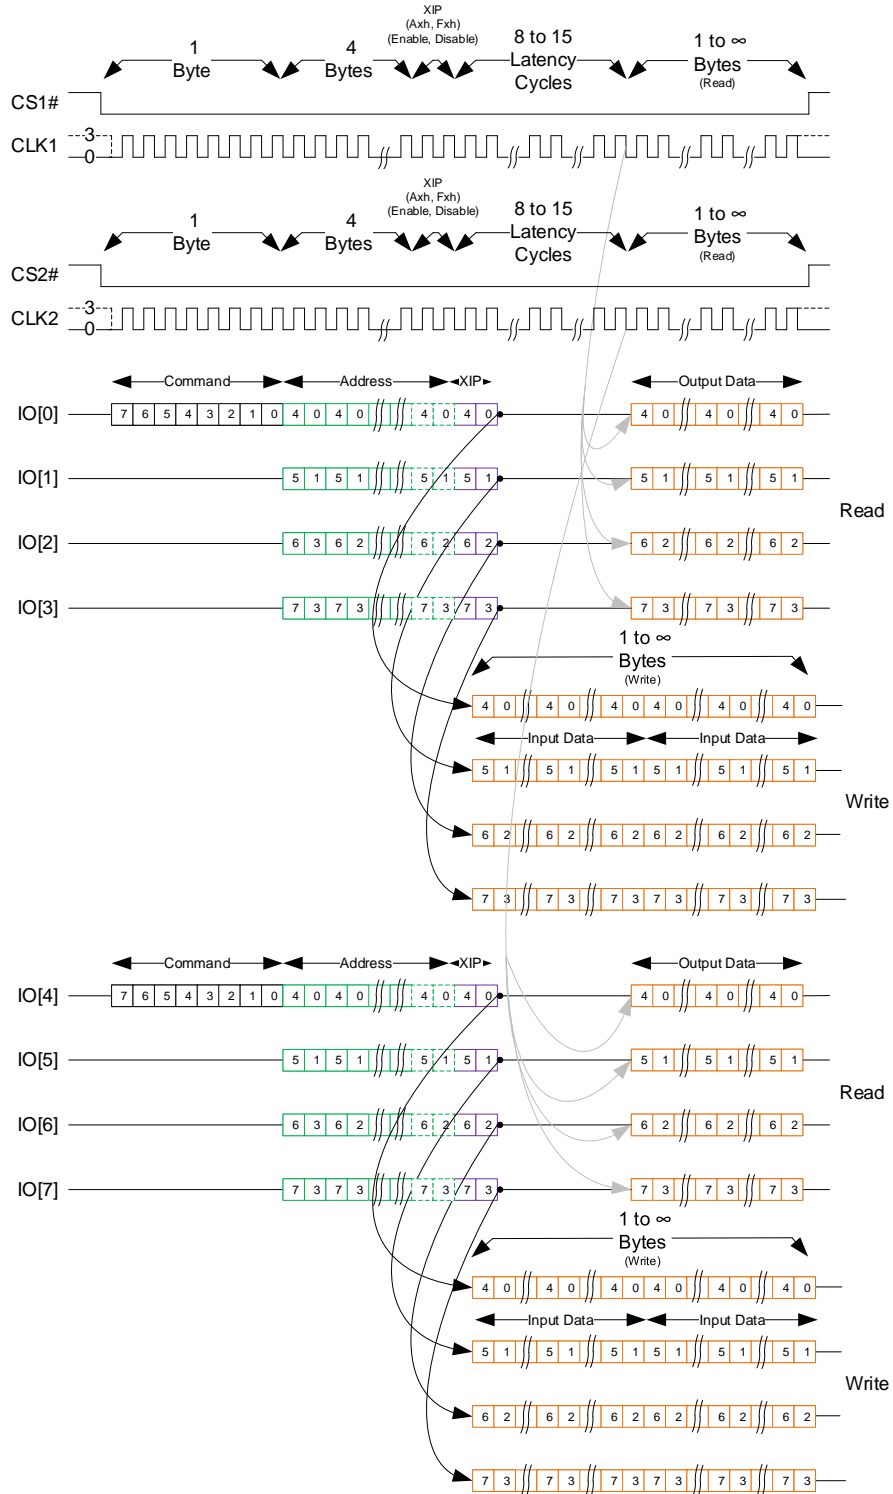 XIP
(Axh, Fxh)
(Enable, Disable)
1
Byte
4
Bytes
8 to 15
Latency
Cycles
1 to ∞
Bytes
(Read)
CS1#
CLK1
3
0
XIP
(Axh, Fxh)
(Enable, Disable)
1
Byte
4
Bytes
8 to 15
Latency
Cycles
1 to ∞
Bytes
(Read)
CS2#
CLK2
3
0
Command Address XIP Output Data
IO[0] 7 6 5 4 3 2 1 0 4 0 4 0 4 0 4 0 4 0 4 0 4 0
IO[1] 5 1 5 1 5 1 5 1 5 1 5 1 5 1
Read
IO[2] 6 3 6 2 6 2 6 2 6 2 6 2 6 2
IO[3] 7 3 7 3 7 3 7 3 7 3 7 3 7 3
1 to ∞
Bytes
(Write)
4 0 4 0 4 0 4 0 4 0 4 0
Input Data Input Data
5 1 5 1 5 1 5 1 5 1 5 1
Write
6 2 6 2 6 2 6 2 6 2 6 2
7 3 7 3 7 3 7 3 7 3 7 3
Command Address XIP Output Data
IO[4] 7 6 5 4 3 2 1 0 4 0 4 0 4 0 4 0 4 0 4 0 4 0
IO[5] 5 1 5 1 5 1 5 1 5 1 5 1 5 1
Read
IO[6] 6 3 6 2 6 2 6 2 6 2 6 2 6 2
IO[7] 7 3 7 3 7 3 7 3 7 3 7 3 7 3
1 to ∞
Bytes
(Write)
4 0 4 0 4 0 4 0 4 0 4 0
Input Data Input Data
5 1 5 1 5 1 5 1 5 1 5 1
Write
6 2 6 2 6 2 6 2 6 2 6 2
7 3 7 3 7 3 7 3 7 3 7 3